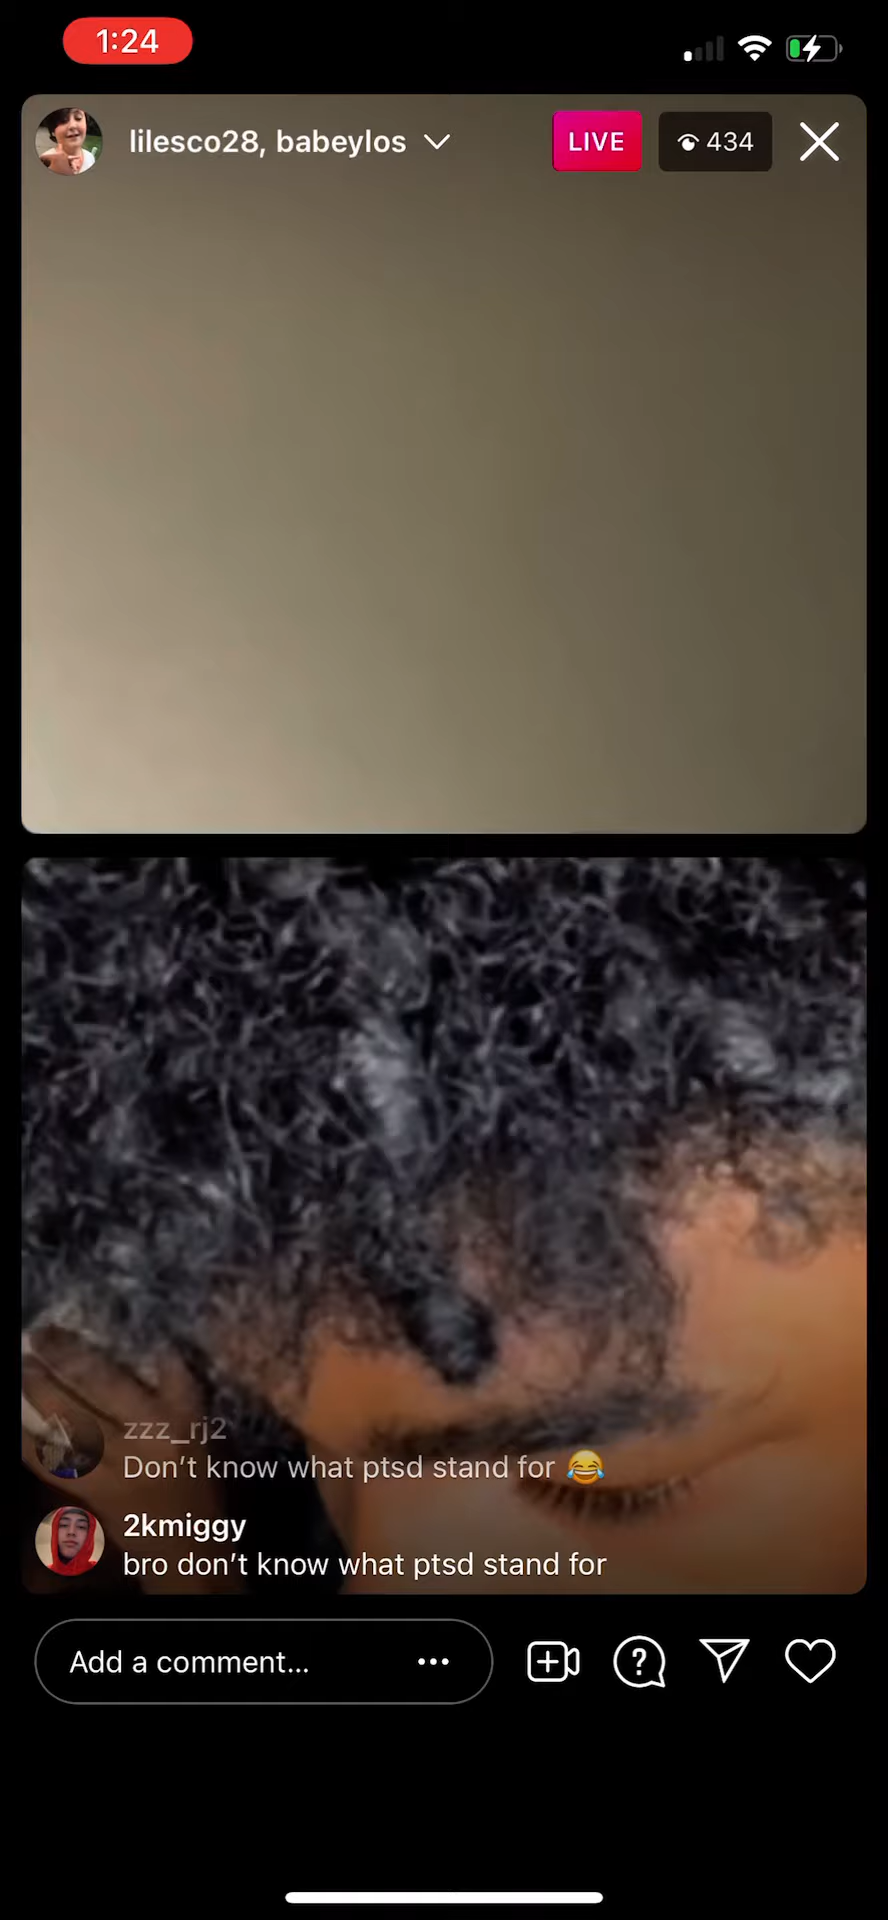 1:24
lilesco28, babeylos
LIVE
434
zzz_rj2
Don't know what ptsd stand for 😂
2kmiggy
bro don't know what ptsd stand for
Add a comment...